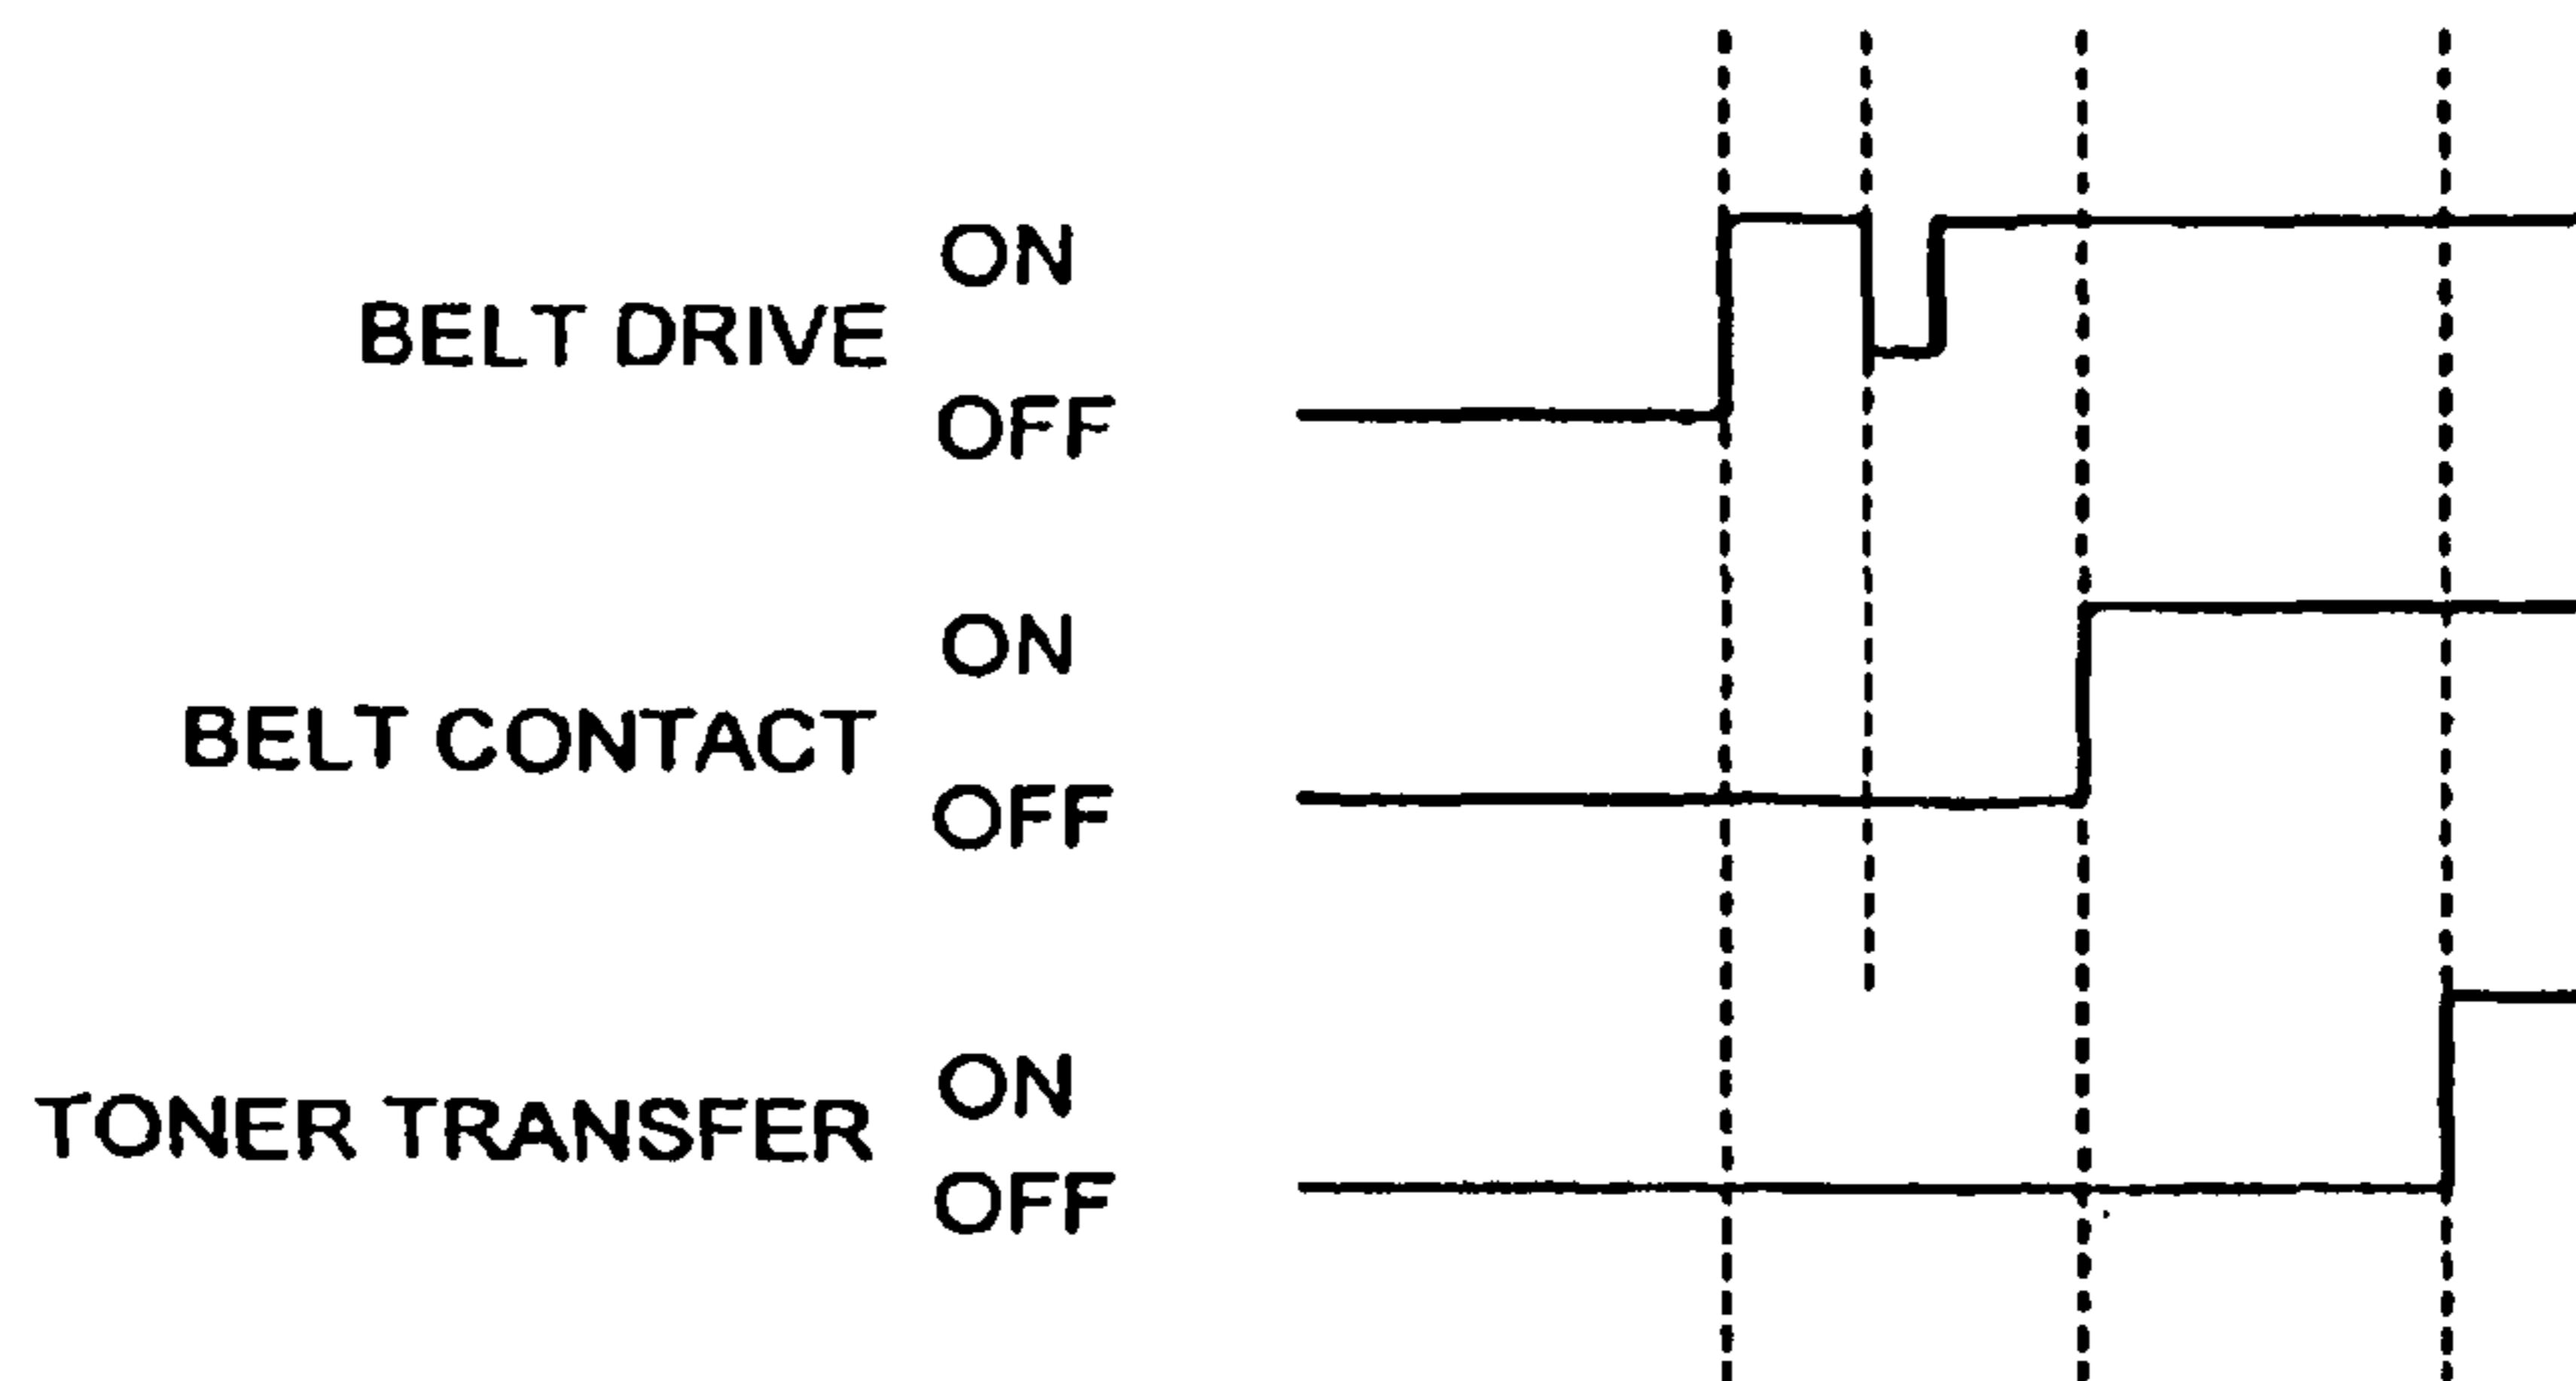 ON
BELT DRIVE
OFF
ON
BELT CONTACT
OFF
ON
TONER TRANSFER
OFF